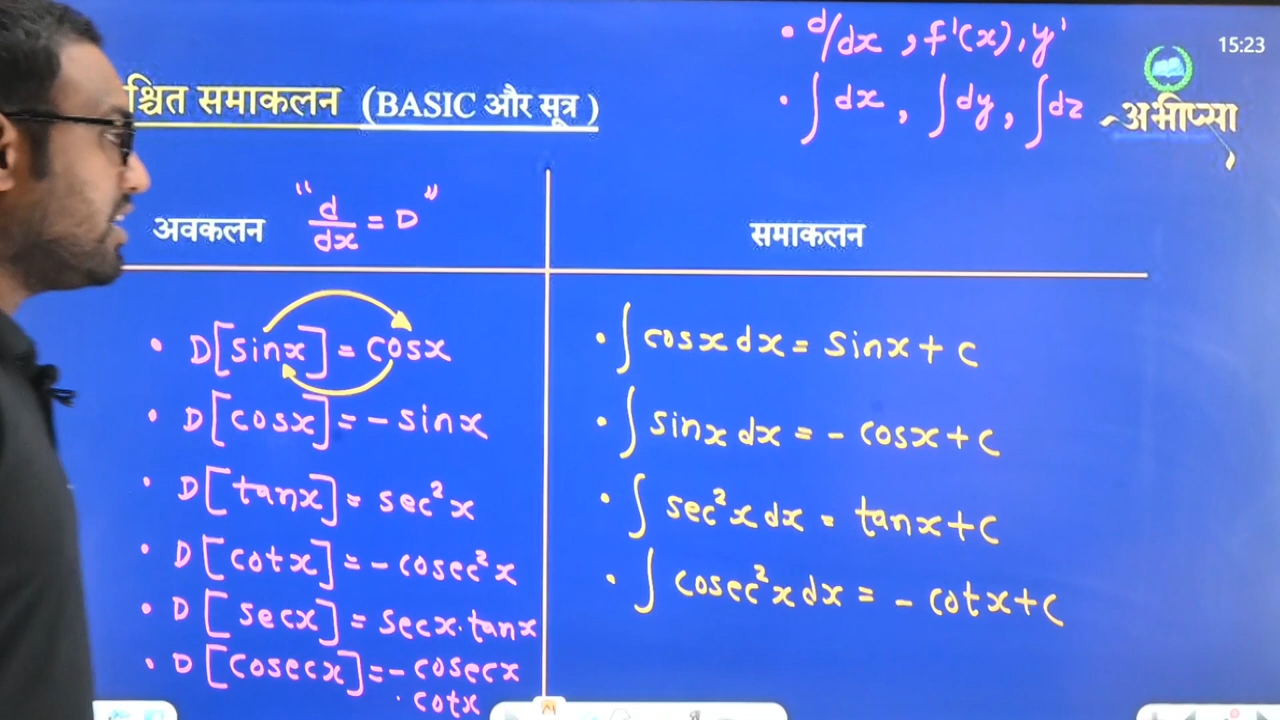 • d/dx , f'(x), y'
15:23
श्चित समाकलन (BASIC और सूत्र )
• ∫ dx , ∫ dy , ∫ dz
अभीप्सा
अवकलन " d/dx = D "
समाकलन
• D[sinx] = cosx
• ∫ cosx dx = sinx + c
• D[cosx] = - sinx
• ∫ sinx dx = - cosx + c
• D[tanx] = sec²x
• ∫ sec²x dx = tanx + c
• D[cotx] = - cosec²x
• ∫ cosec²x dx = - cotx + c
• D[secx] = secx·tanx
• D[cosecx] = - cosecx
· cotx